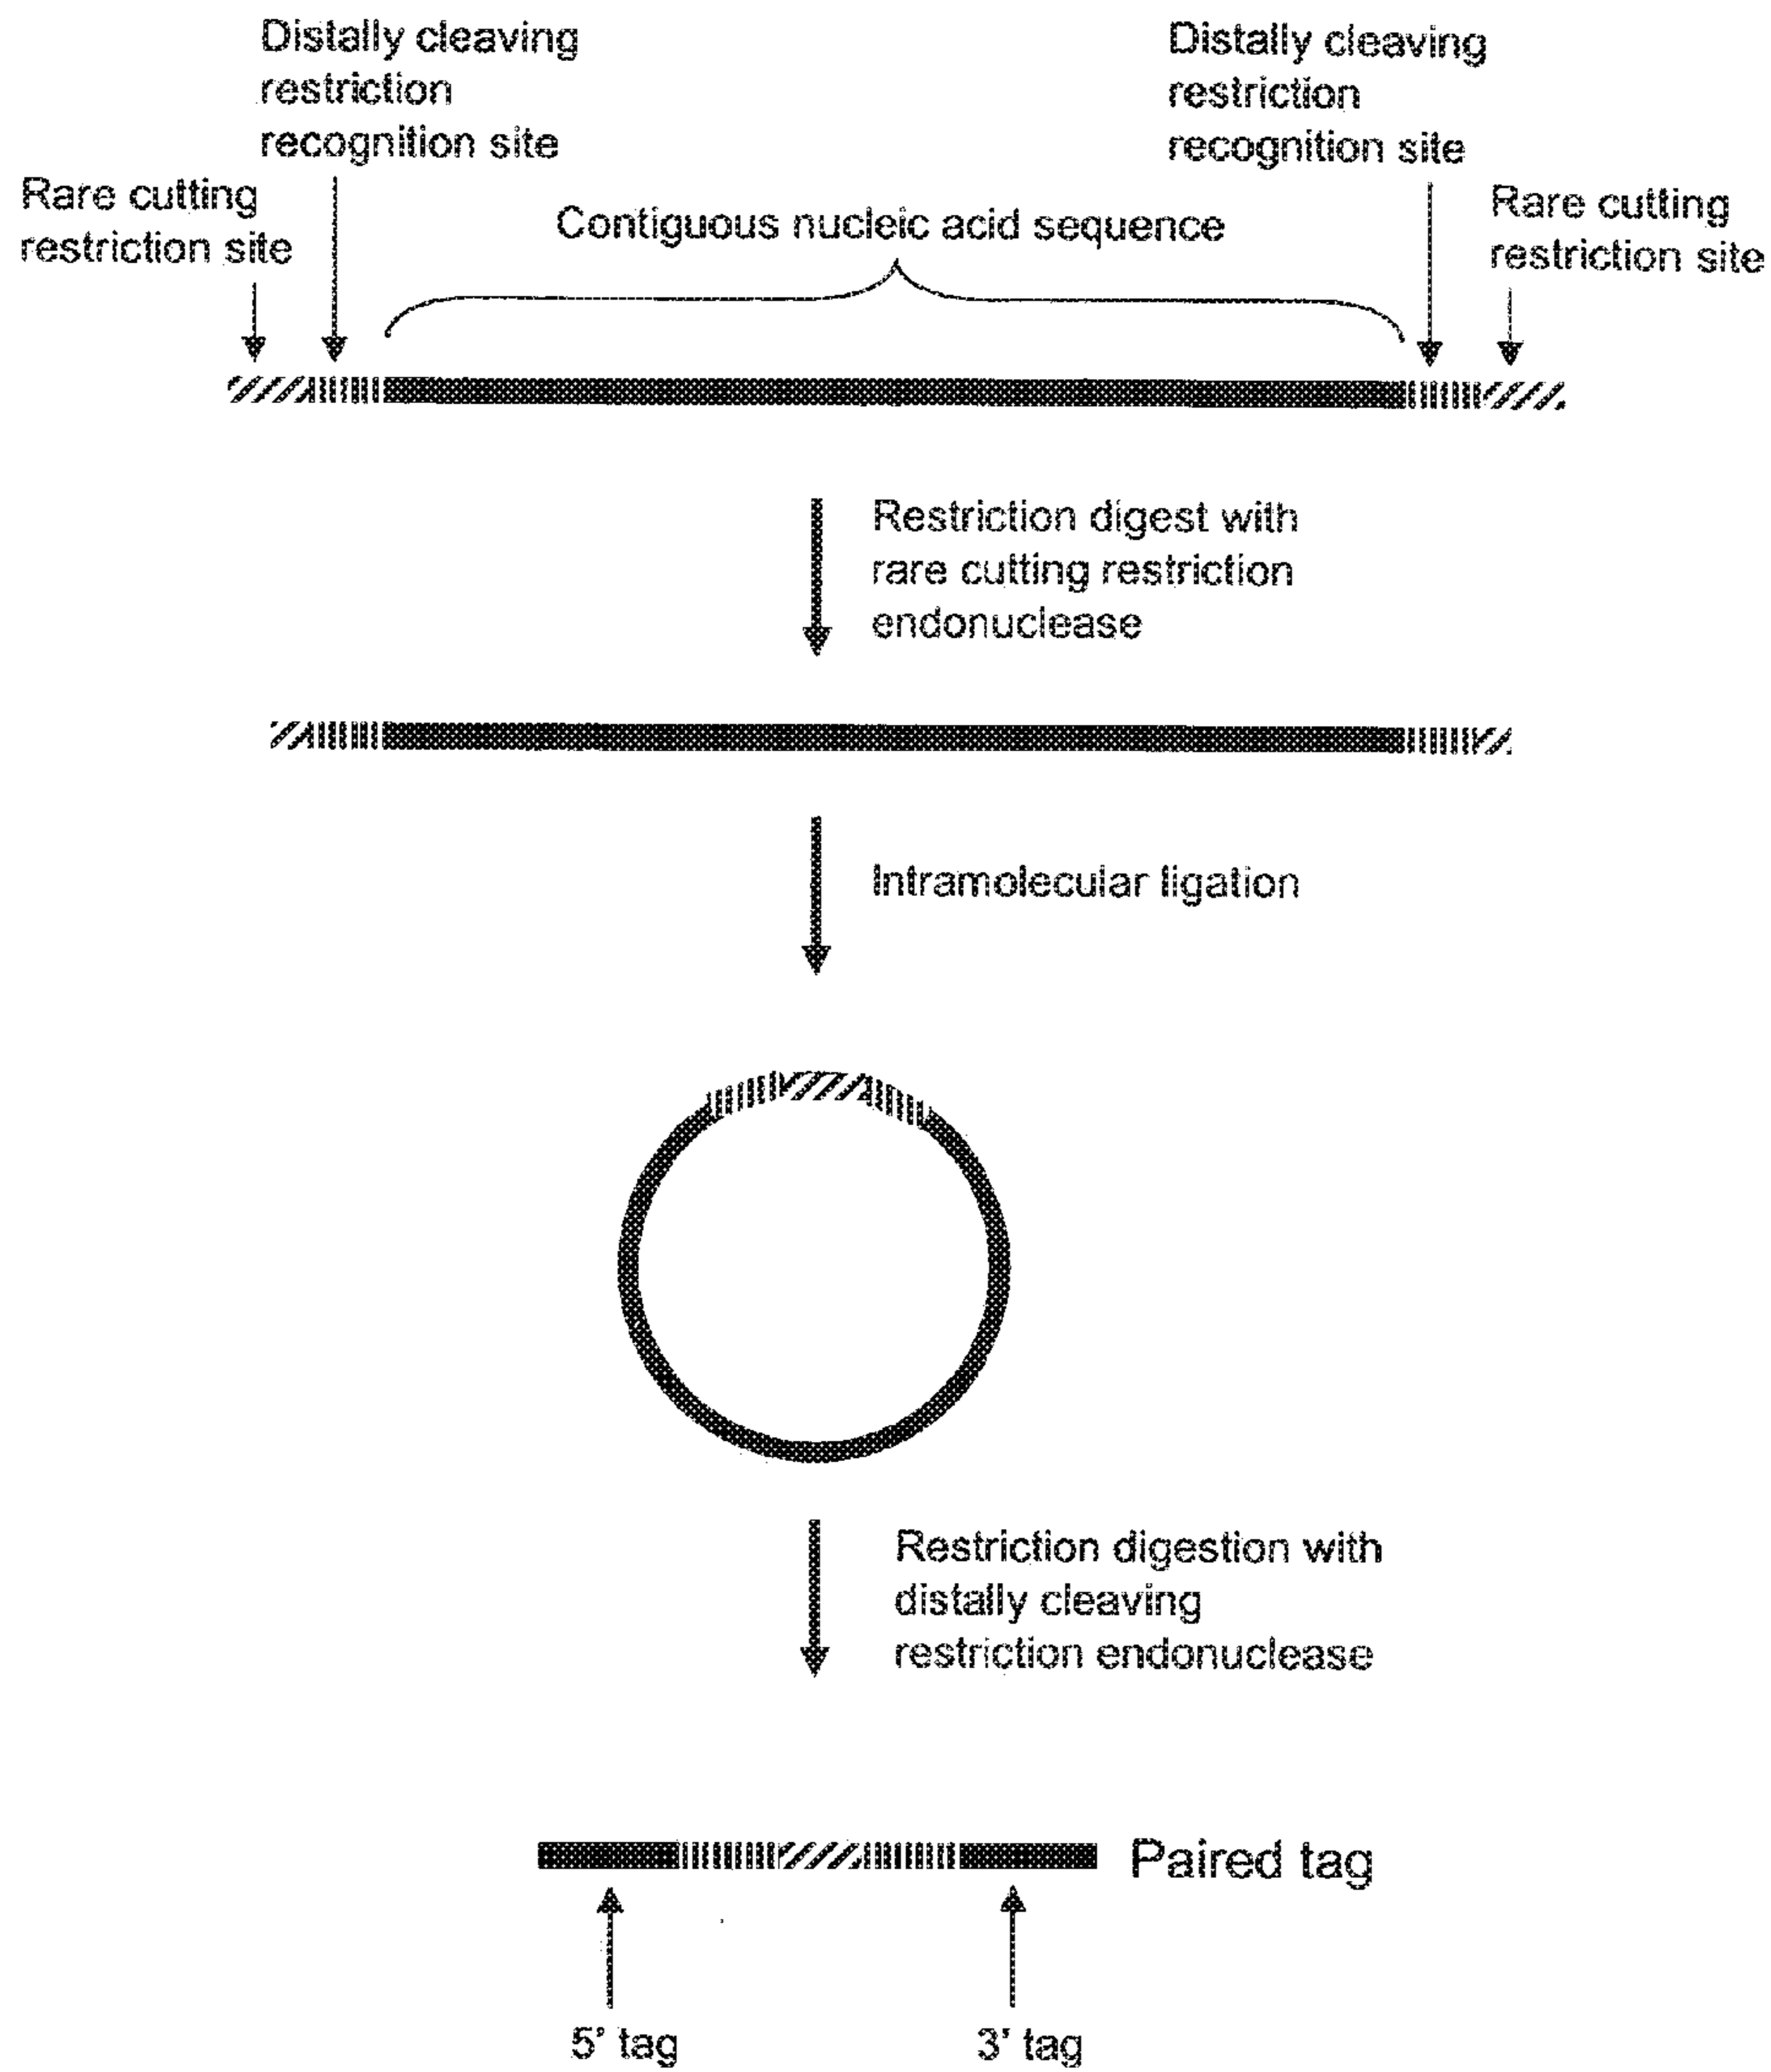 Distally cleaving
restriction
recognition site
Distally cleaving
restriction
recognition site
Rare cutting
restriction site
Contiguous nucleic acid sequence
Rare cutting
restriction site
Restriction digest with
rare cutting restriction
endonuclease
Intramolecular ligation
Restriction digestion with
distally cleaving
restriction endonuclease
Paired tag
5' tag
3' tag